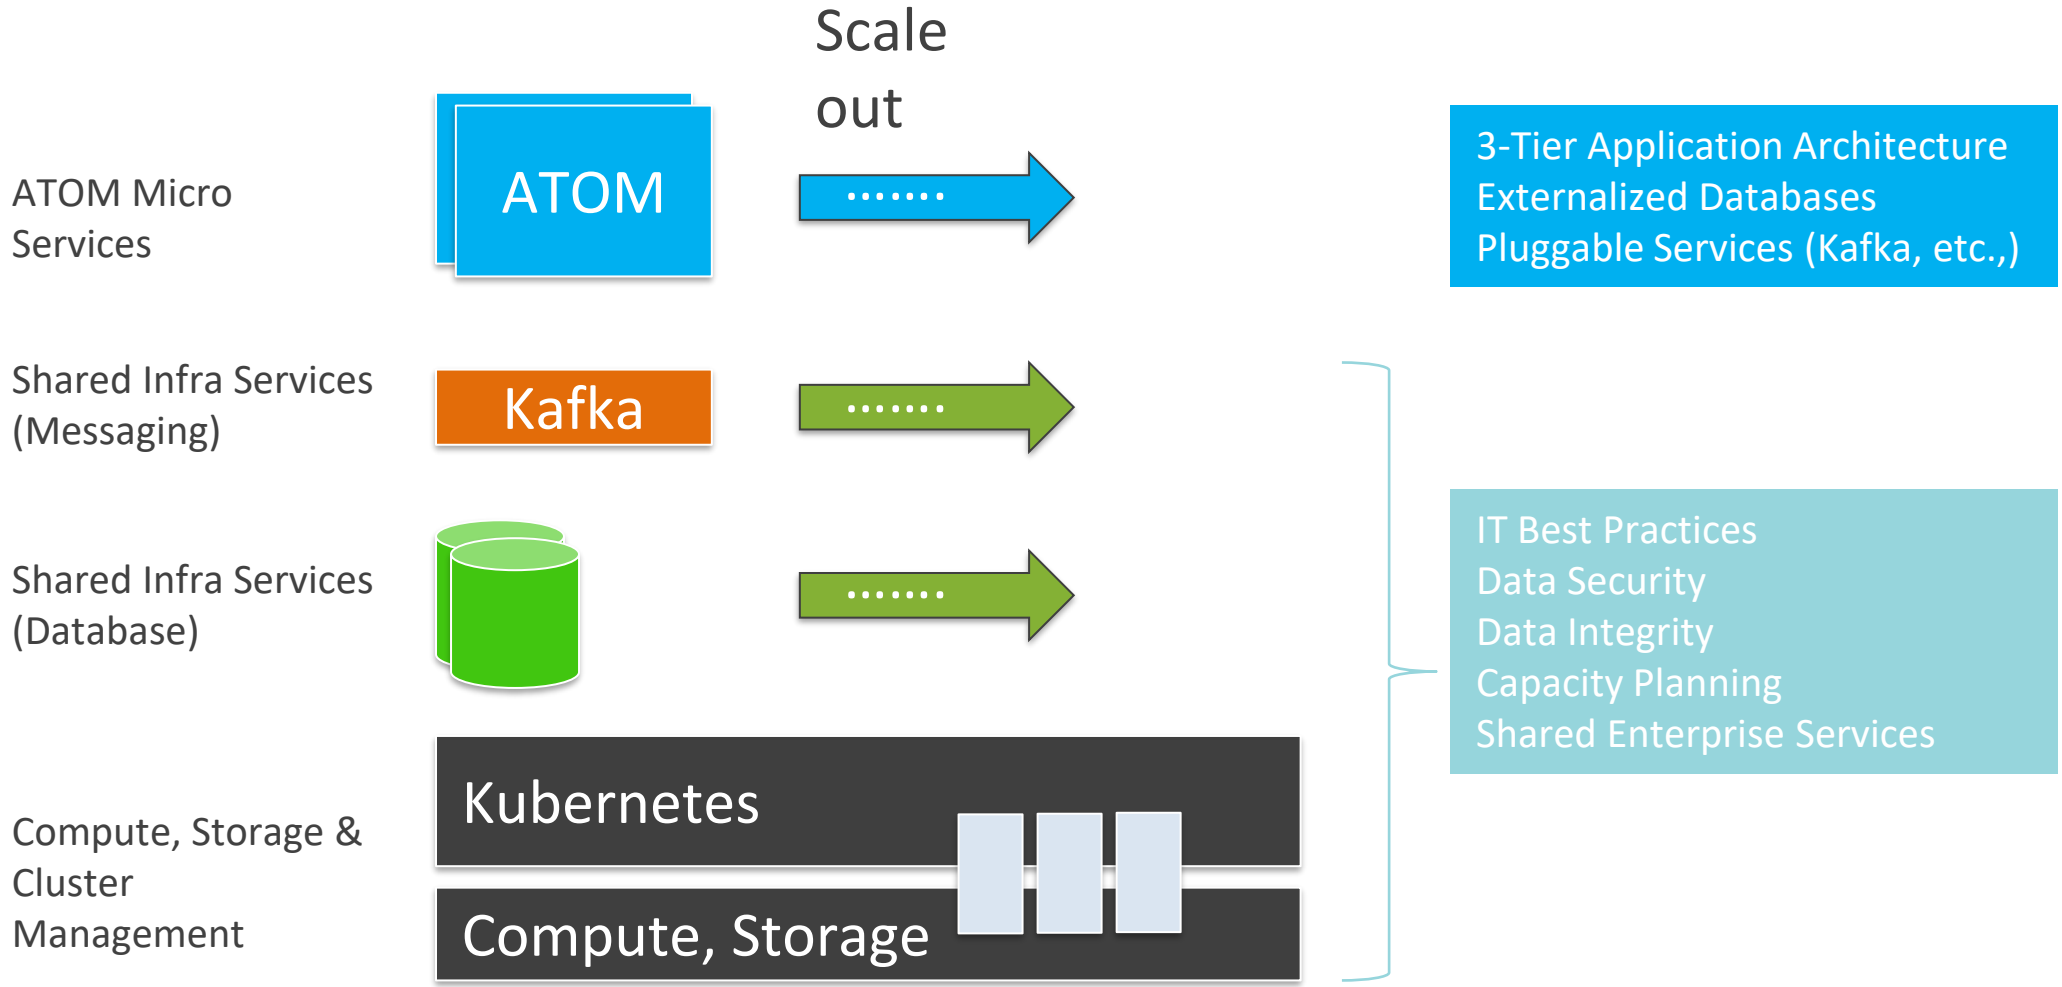 Scale
out
ATOM Micro
Services
ATOM
.......
3-Tier Application Architecture
Externalized Databases
Pluggable Services (Kafka, etc.,)
Shared Infra Services
(Messaging)
Kafka
.......
Shared Infra Services
(Database)
.......
IT Best Practices
Data Security
Data Integrity
Capacity Planning
Shared Enterprise Services
Compute, Storage &
Cluster
Management
Kubernetes
Compute, Storage